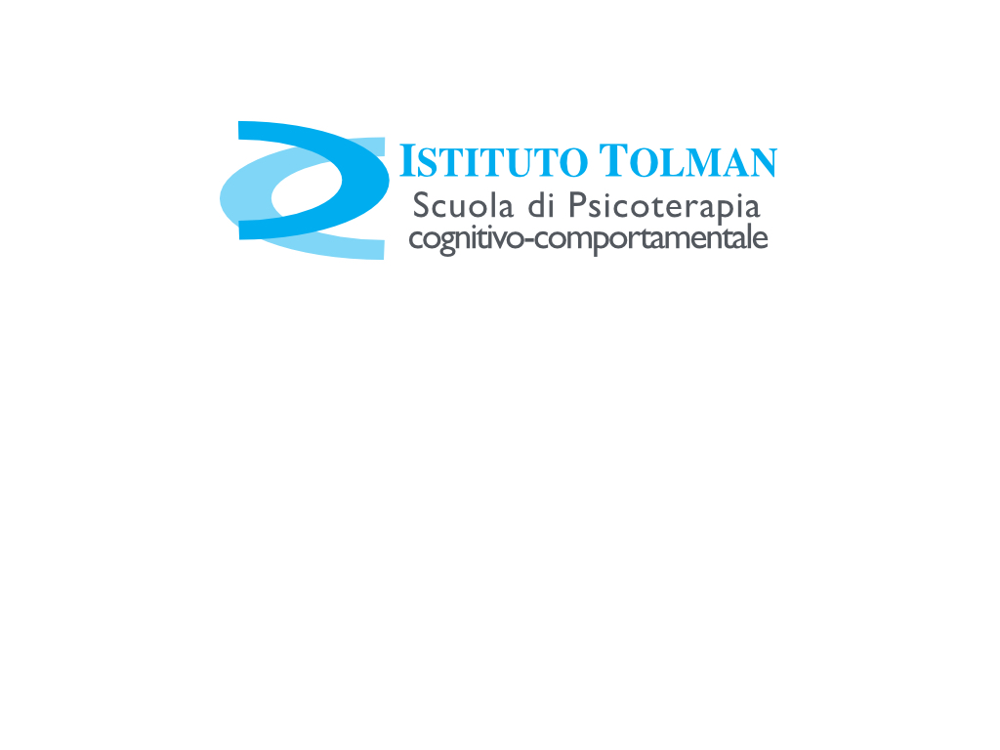 ISTITUTO TOLMAN
Scuola di Psicoterapia
cognitivo-comportamentale